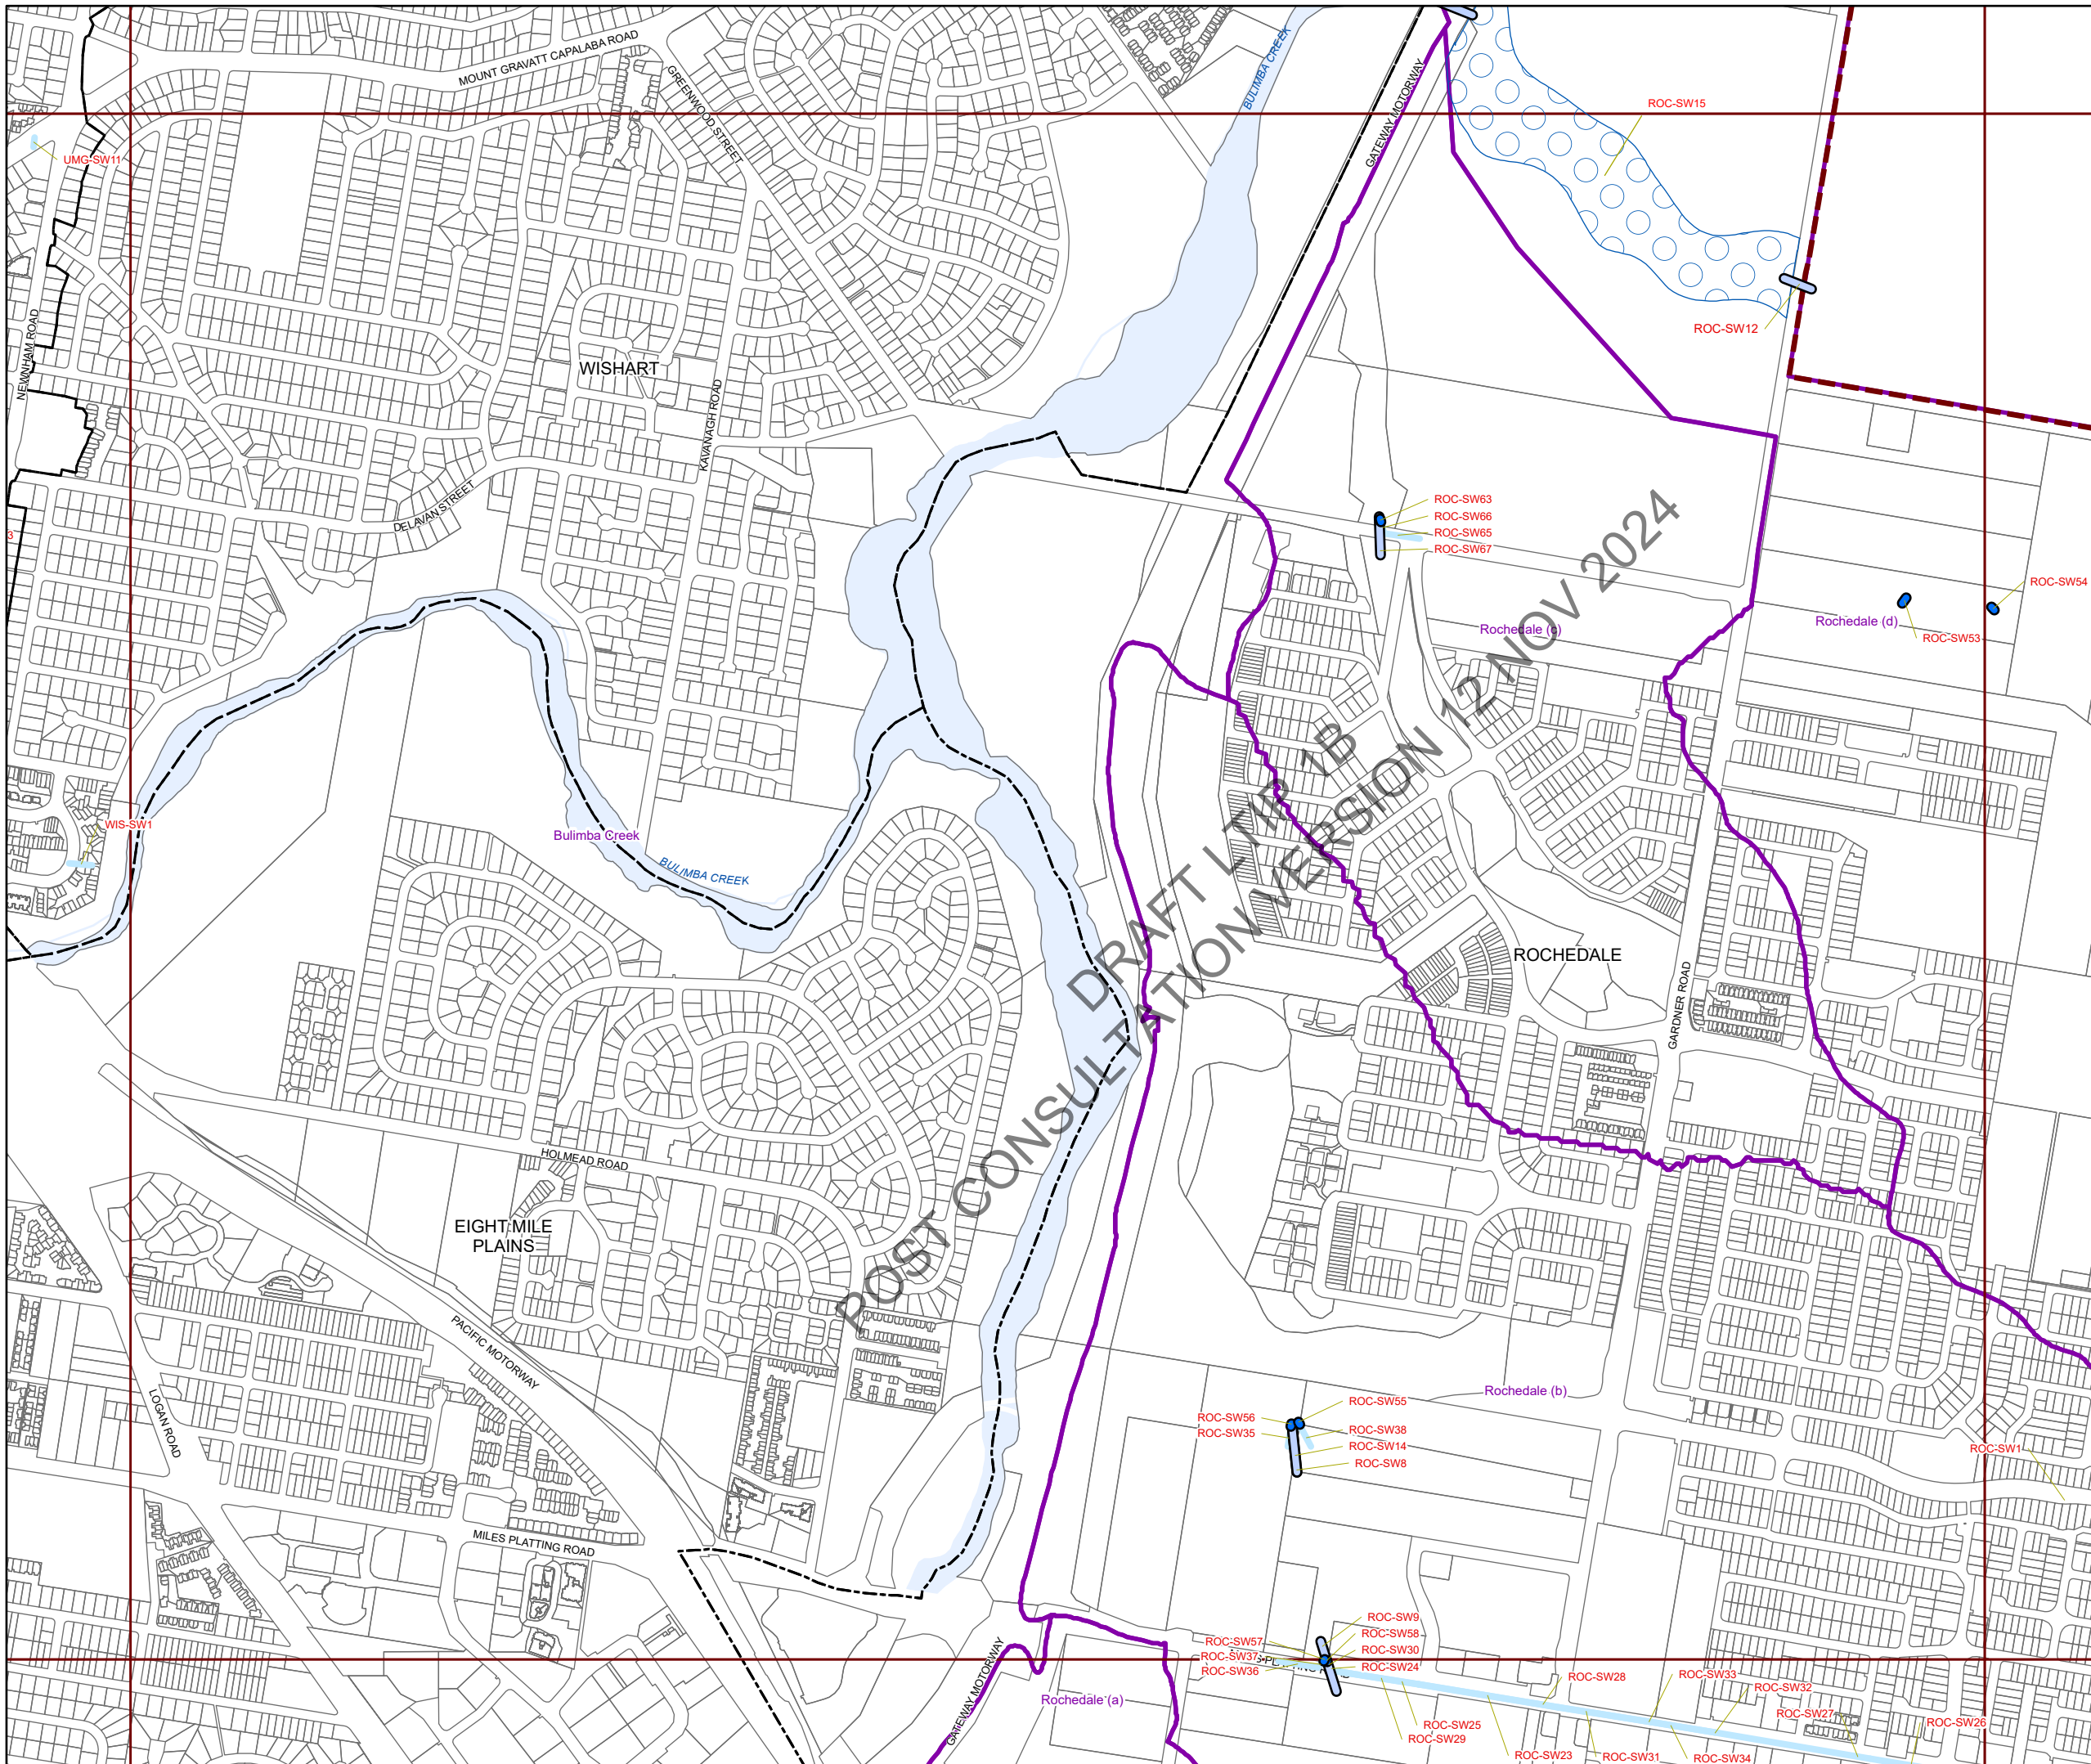 MOUNT GRAVATT CAPALABA ROAD
GREENWOOD STREET
BULIMBA CREEK
GATEWAY MOTORWAY
ROC-SW15
UMG-SW11
ROC-SW12
NEWNHAM ROAD
WISHART
KAVANAGH ROAD
DELAVAN STREET
3
ROC-SW63
ROC-SW66
ROC-SW65
ROC-SW67
ROC-SW54
Rochedale (c)
Rochedale (d)
ROC-SW53
WIS-SW1
Bulimba Creek
BULIMBA CREEK
DRAFT LTIP 1B
POST CONSULTATION VERSION 12 NOV 2024
ROCHEDALE
GARDNER ROAD
HOLMEAD ROAD
EIGHT MILE
PLAINS
PACIFIC MOTORWAY
LOGAN ROAD
Rochedale (b)
ROC-SW55
ROC-SW56
ROC-SW35
ROC-SW38
ROC-SW14
ROC-SW8
ROC-SW1
MILES PLATTING ROAD
ROC-SW9
ROC-SW58
ROC-SW57
ROC-SW30
ROC-SW37
ROC-SW36
ROC-SW24
GATEWAY MOTORWAY
Rochedale (a)
ROC-SW28
ROC-SW33
ROC-SW32
ROC-SW27
ROC-SW26
ROC-SW25
ROC-SW29
ROC-SW23
ROC-SW31
ROC-SW34